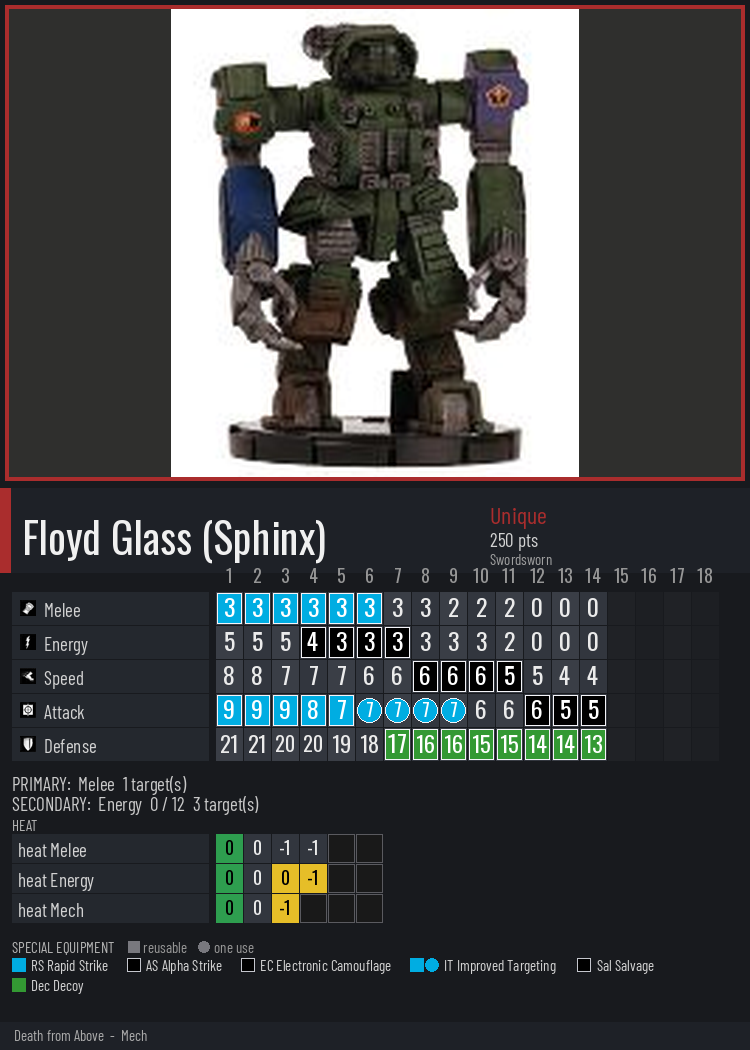 Floyd Glass (Sphinx)
Unique
250 pts
Swordsworn
1 2 3 4 5 6 7 8 9 10 11 12 13 14 15 16 17 18
Melee 3 3 3 3 3 3 3 3 2 2 2 0 0 0
Energy 5 5 5 4 3 3 3 3 3 3 2 0 0 0
Speed 8 8 7 7 7 6 6 6 6 6 5 5 4 4
Attack 9 9 9 8 7 7 7 7 7 6 6 6 5 5
Defense 21 21 20 20 19 18 17 16 16 15 15 14 14 13
PRIMARY: Melee 1 target(s)
SECONDARY: Energy 0 / 12 3 target(s)
HEAT
heat Melee 0 0 -1 -1
heat Energy 0 0 0 -1
heat Mech 0 0 -1
SPECIAL EQUIPMENT reusable one use
RS Rapid Strike AS Alpha Strike EC Electronic Camouflage IT Improved Targeting Sal Salvage
Dec Decoy
Death from Above - Mech